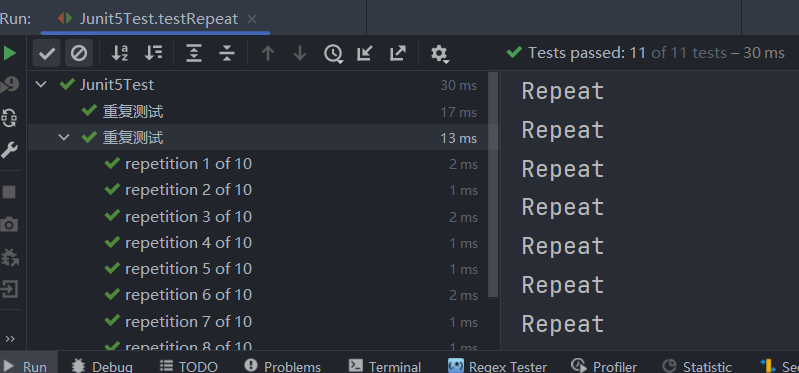 Run: Junit5Test.testRepeat
Tests passed: 11 of 11 tests – 30 ms
Junit5Test 30 ms
重复测试 17 ms
重复测试 13 ms
repetition 1 of 10 2 ms
repetition 2 of 10 1 ms
repetition 3 of 10 2 ms
repetition 4 of 10 1 ms
repetition 5 of 10 1 ms
repetition 6 of 10 2 ms
repetition 7 of 10 1 ms
repetition 8 of 10 1 ms
Repeat
Repeat
Repeat
Repeat
Repeat
Repeat
Repeat
Run Debug TODO Problems Terminal Regex Tester Profiler Statistic